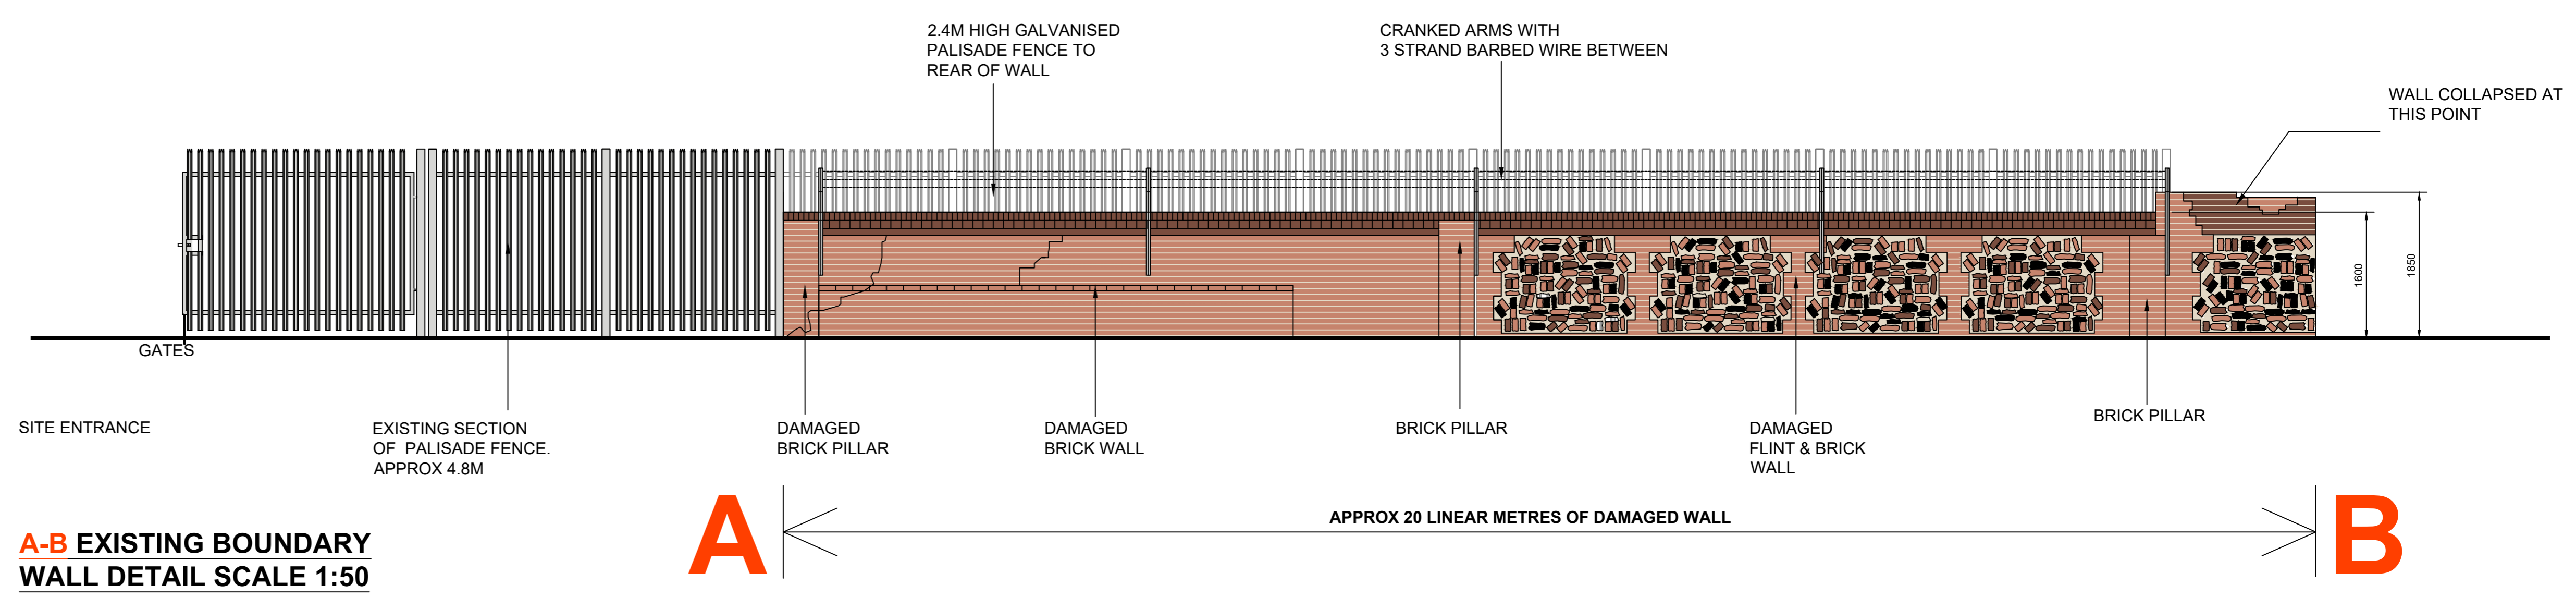 2.4M HIGH GALVANISED
PALISADE FENCE TO
REAR OF WALL
CRANKED ARMS WITH
3 STRAND BARBED WIRE BETWEEN
WALL COLLAPSED AT
THIS POINT
1600
1850
GATES
SITE ENTRANCE
EXISTING SECTION
OF PALISADE FENCE.
APPROX 4.8M
DAMAGED
BRICK PILLAR
DAMAGED
BRICK WALL
BRICK PILLAR
DAMAGED
FLINT & BRICK
WALL
BRICK PILLAR
A
APPROX 20 LINEAR METRES OF DAMAGED WALL
B
A-B EXISTING BOUNDARY
WALL DETAIL SCALE 1:50